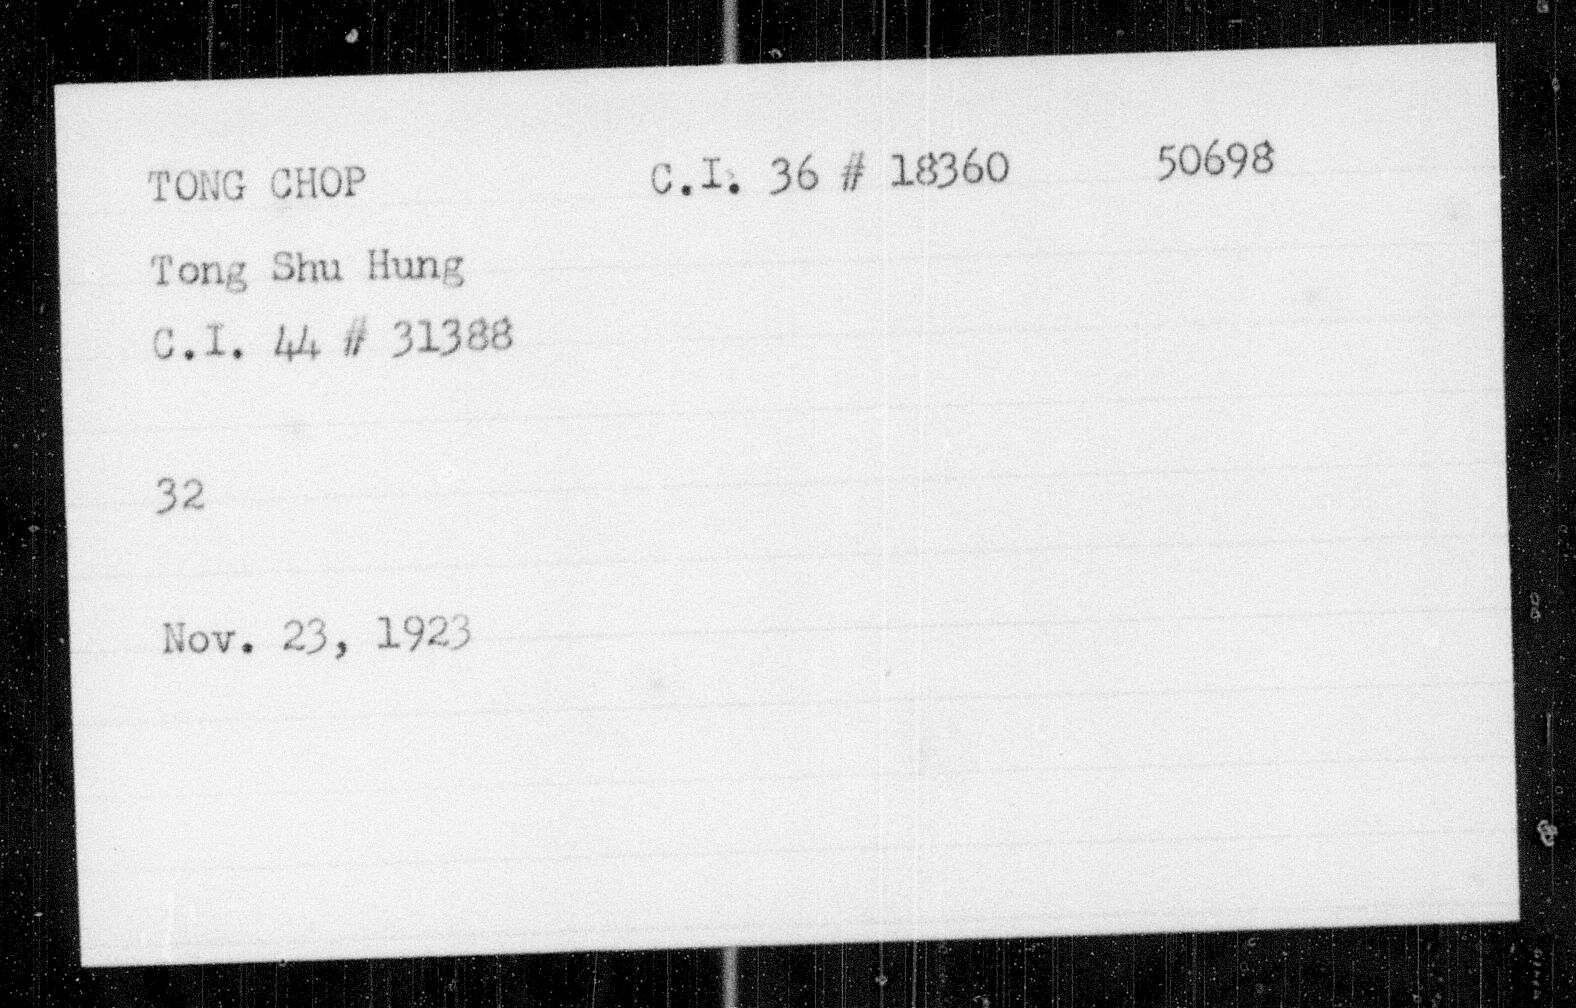 TONG CHOP C.I. 36 # 18360 50698
Tong Shu Hung
C.I. 44 # 31388
32
Nov. 23, 1923